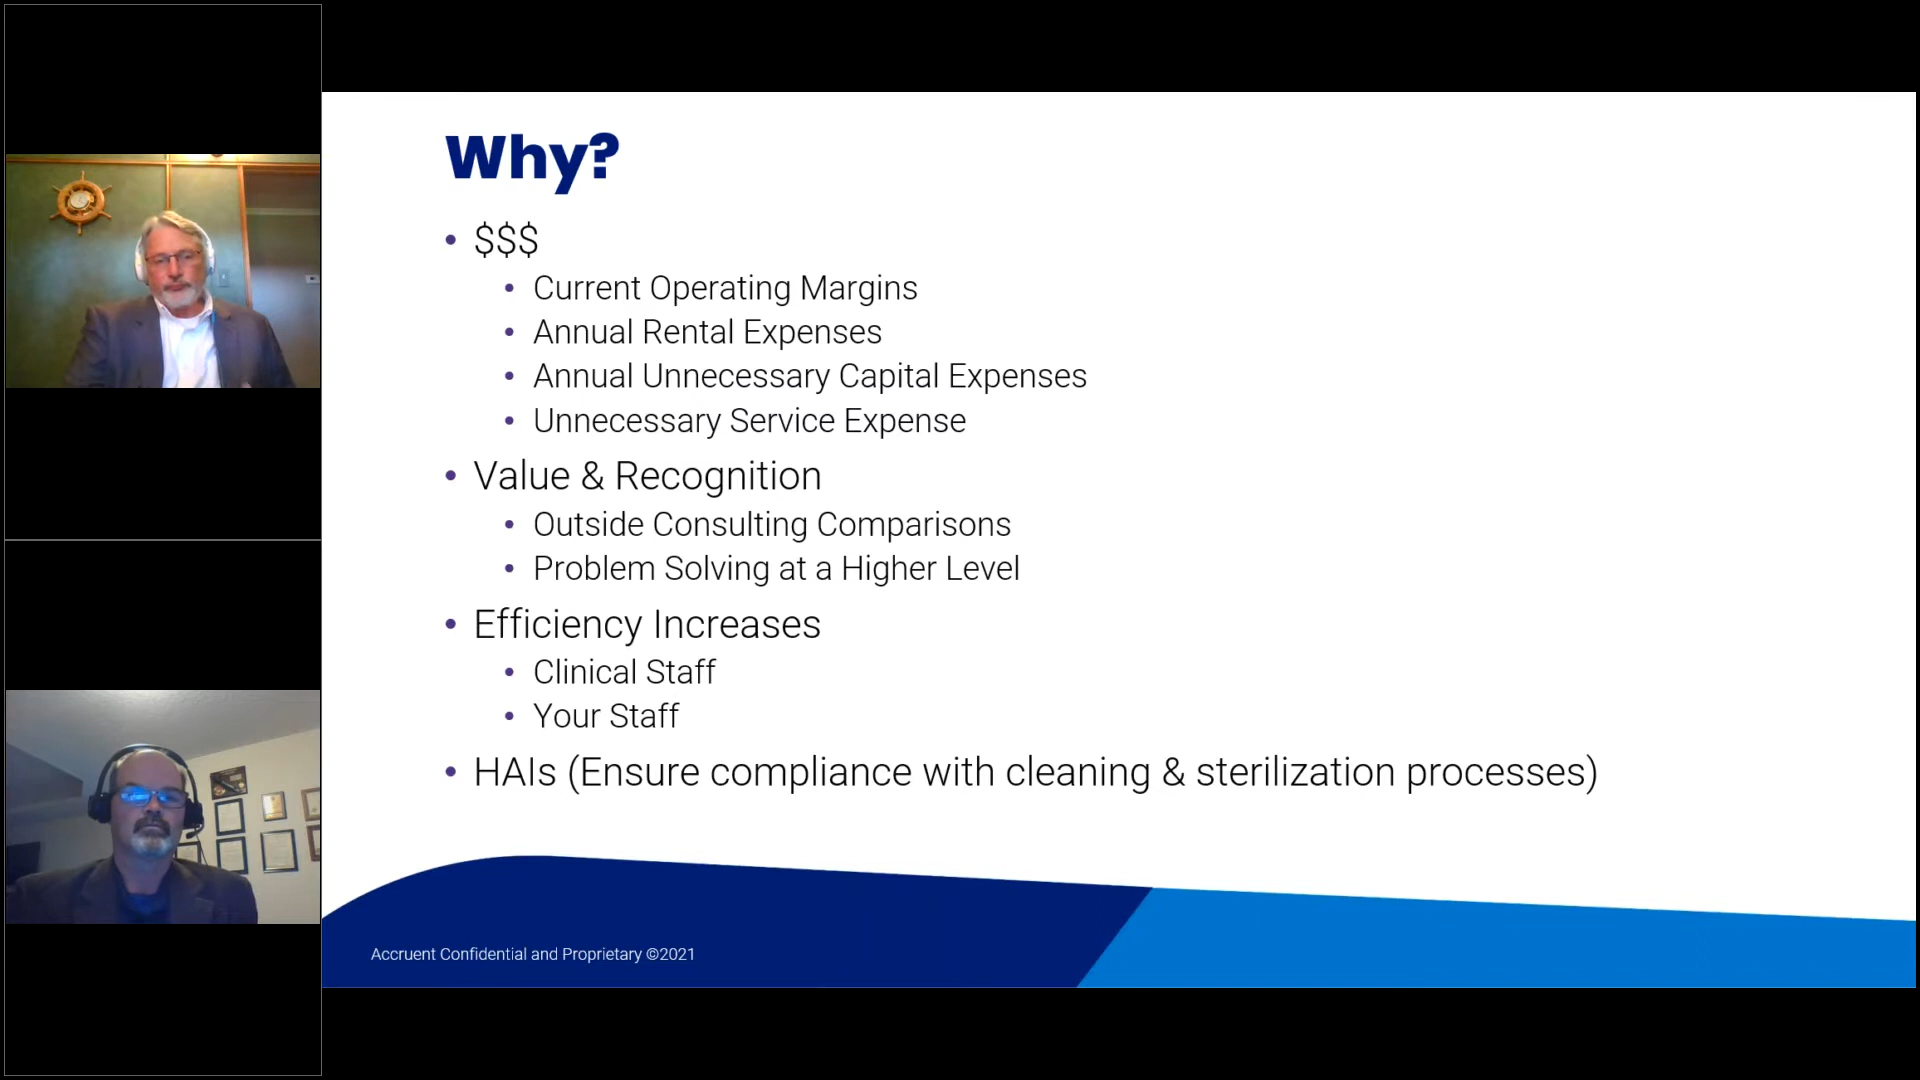 Why?
• $$$
• Current Operating Margins
• Annual Rental Expenses
• Annual Unnecessary Capital Expenses
• Unnecessary Service Expense
• Value & Recognition
• Outside Consulting Comparisons
• Problem Solving at a Higher Level
• Efficiency Increases
• Clinical Staff
• Your Staff
• HAIs (Ensure compliance with cleaning & sterilization processes)
Accruent Confidential and Proprietary ©2021